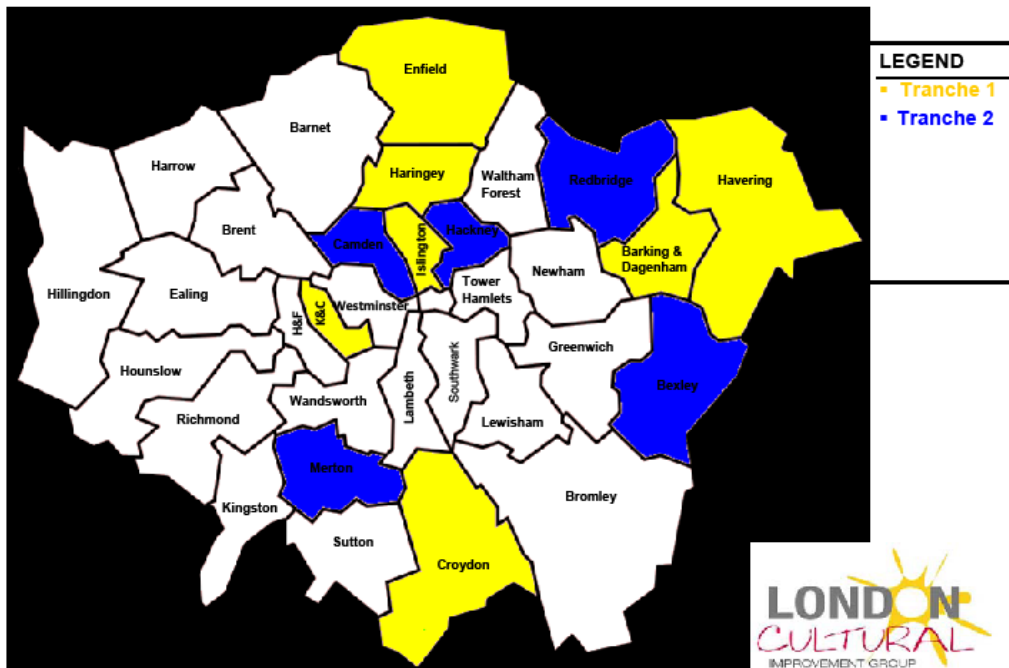 Enfield
Barnet
Harrow
Haringey
Waltham
Forest
Redbridge
Havering
Brent
Camden
Islington
Hackney
Barking &
Dagenham
Hillingdon
Ealing
H&F
K&C
Westminster
Tower
Hamlets
Newham
Hounslow
Greenwich
Richmond
Wandsworth
Lambeth
Southwark
Lewisham
Bexley
Merton
Kingston
Sutton
Croydon
Bromley
LEGEND
▪ Tranche 1
▪ Tranche 2
LONDON
CULTURAL
IMPROVEMENT GROUP